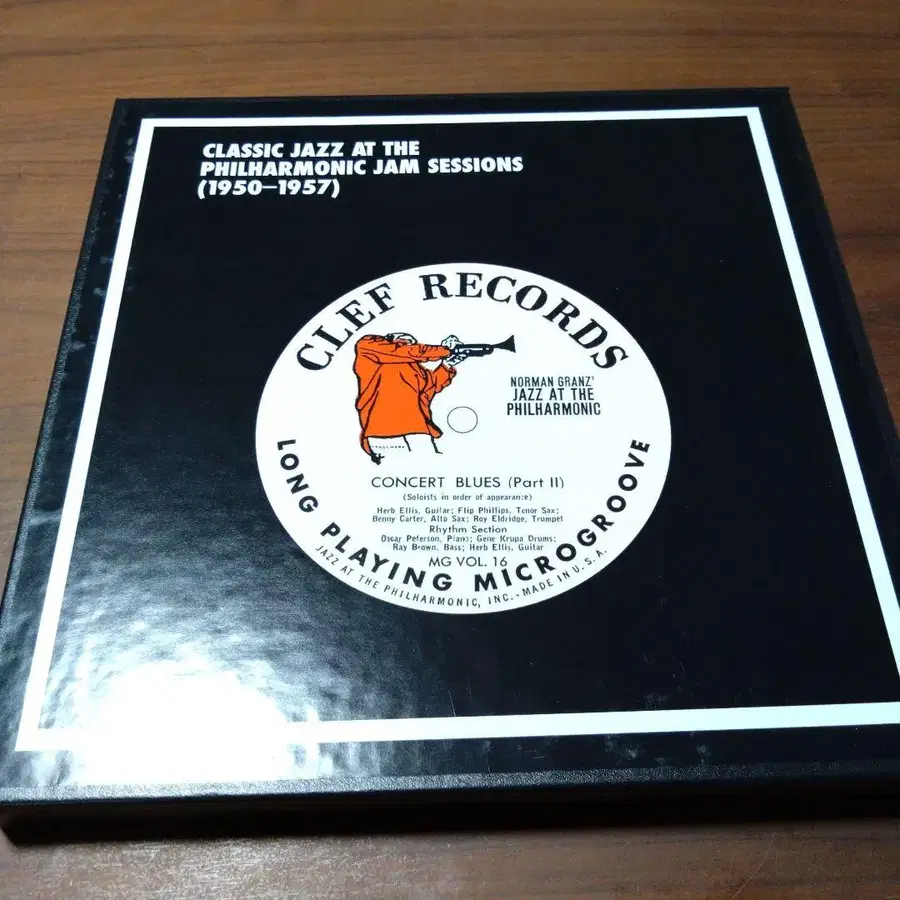 CLASSIC JAZZ AT THE
PHILHARMONIC JAM SESSIONS
(1950–1957)
CLEF RECORDS
NORMAN GRANZ'
JAZZ AT THE
PHILHARMONIC
CONCERT BLUES (Part II)
(Soloists in order of appearance)
Herb Ellis, Guitar; Flip Phillips, Tenor Sax;
Benny Carter, Alto Sax; Roy Eldridge, Trumpet
Rhythm Section
Oscar Peterson, Piano; Gene Krupa Drums;
Ray Brown, Bass; Herb Ellis, Guitar
MG VOL. 16
LONG PLAYING MICROGROOVE
JAZZ AT THE PHILHARMONIC, INC.-MADE IN U.S.A.